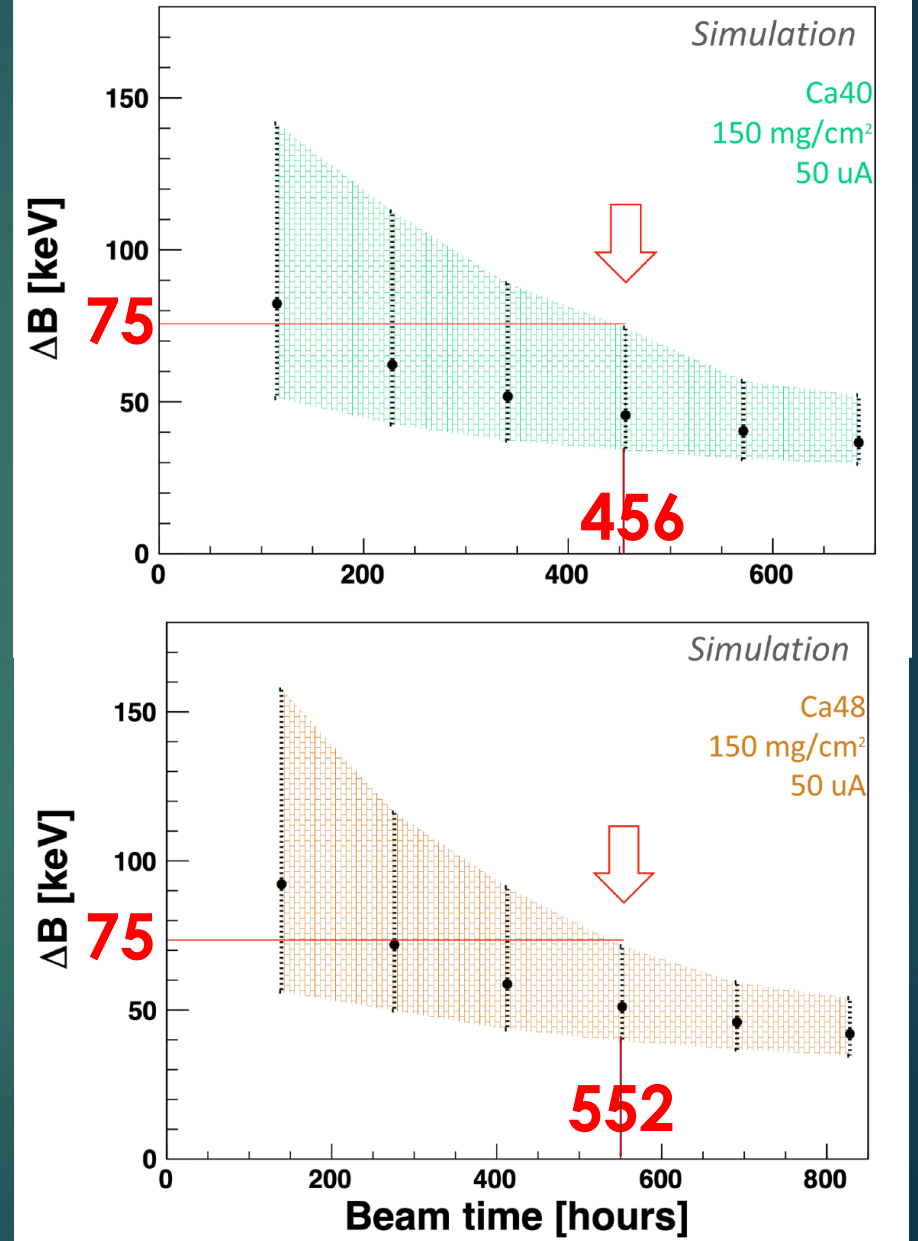 Simulation
Ca40
150 mg/cm²
50 uA
ΔB [keV]
150
100
75
50
0
456
0 200 400 600
Simulation
Ca48
150 mg/cm²
50 uA
ΔB [keV]
150
100
75
50
0
552
0 200 400 600 800
Beam time [hours]